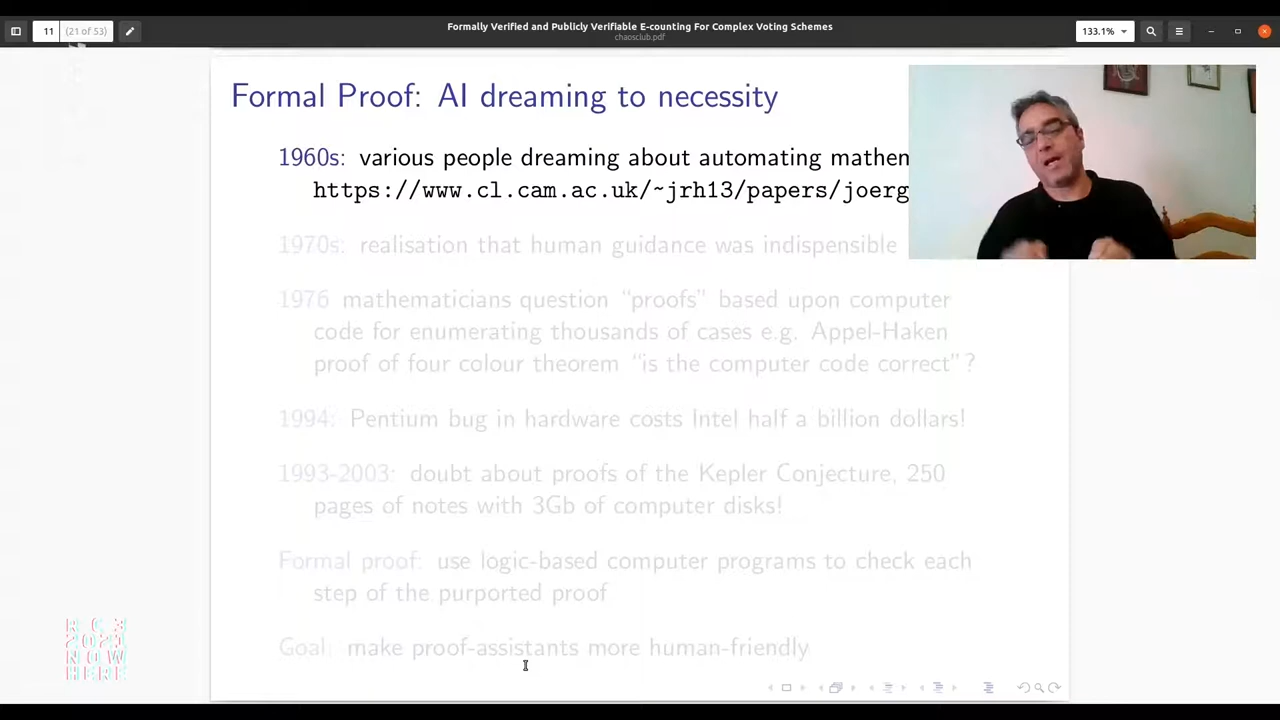 11 (21 of 53)
Formally Verified and Publicly Verifiable E-counting For Complex Voting Schemes
chaosclub.pdf
133.1%
Formal Proof: AI dreaming to necessity
1960s: various people dreaming about automating mathem
https://www.cl.cam.ac.uk/~jrh13/papers/joerg
1970s: realisation that human guidance was indispensible
1976 mathematicians question “proofs” based upon computer
code for enumerating thousands of cases e.g. Appel-Haken
proof of four colour theorem “is the computer code correct”?
1994: Pentium bug in hardware costs Intel half a billion dollars!
1993-2003: doubt about proofs of the Kepler Conjecture, 250
pages of notes with 3Gb of computer disks!
Formal proof: use logic-based computer programs to check each
step of the purported proof
Goal: make proof-assistants more human-friendly
RC3
2021
NOW
HERE